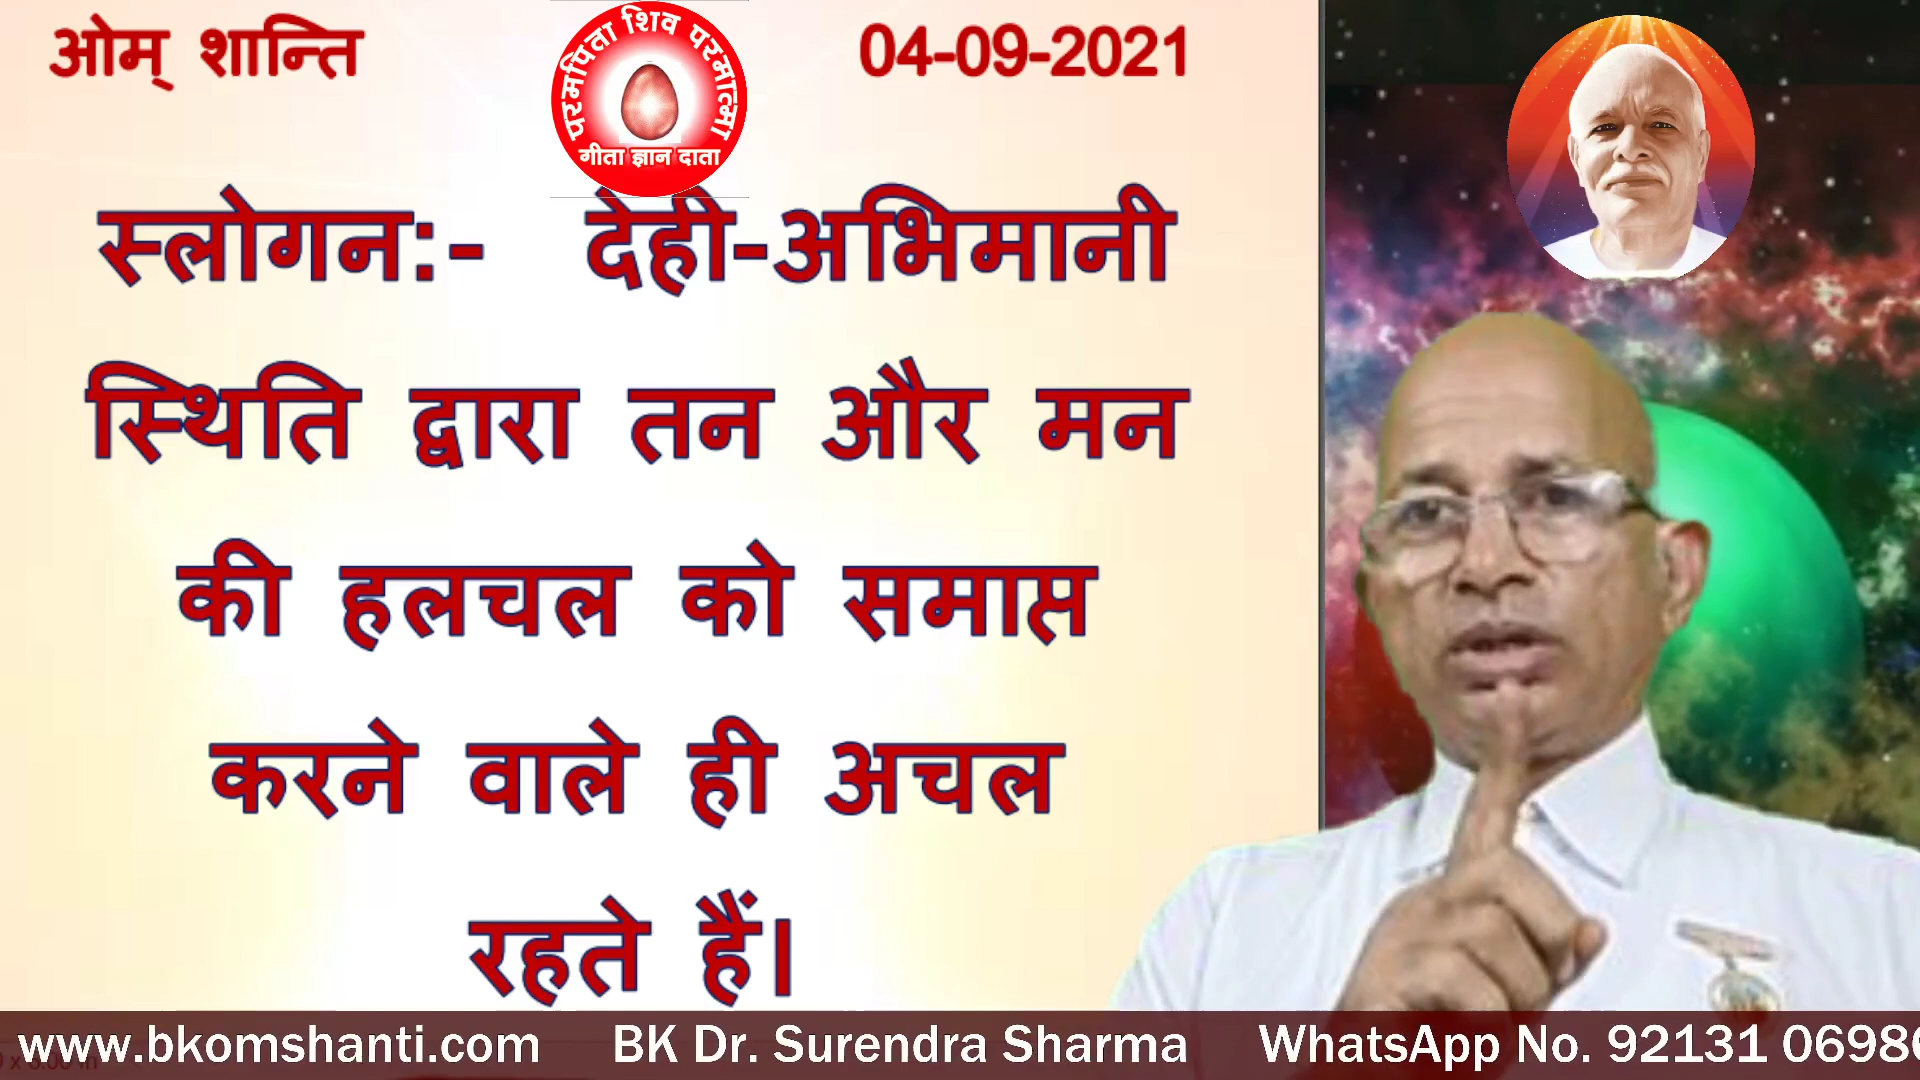 ओम् शान्ति
परमपिता शिव परमात्मा
गीता ज्ञान दाता
04-09-2021
स्लोगन:- देही-अभिमानी
स्थिति द्वारा तन और मन
की हलचल को समाप्त
करने वाले ही अचल
रहते हैं।
www.bkomshanti.com BK Dr. Surendra Sharma WhatsApp No. 92131 0698